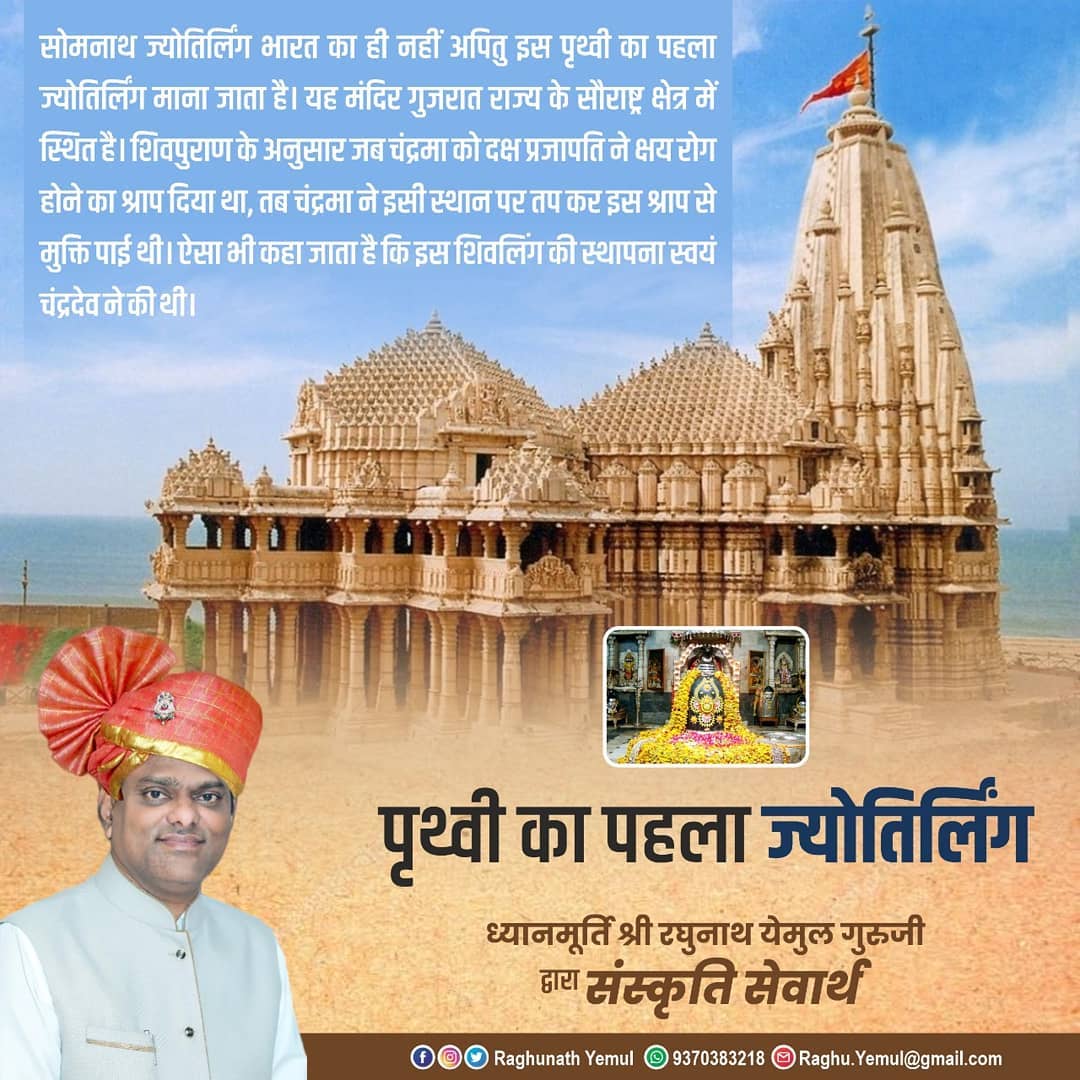 सोमनाथ ज्योतिर्लिंग भारत का ही नहीं अपितु इस पृथ्वी का पहला
ज्योतिर्लिंग माना जाता है। यह मंदिर गुजरात राज्य के सौराष्ट्र क्षेत्र में
स्थित है। शिवपुराण के अनुसार जब चंद्रमा को दक्ष प्रजापति ने क्षय रोग
होने का श्राप दिया था, तब चंद्रमा ने इसी स्थान पर तप कर इस श्राप से
मुक्ति पाई थी। ऐसा भी कहा जाता है कि इस शिवलिंग की स्थापना स्वयं
चंद्रदेव ने की थी।
पृथ्वी का पहला ज्योतिर्लिंग
ध्यानमूर्ति श्री रघुनाथ येमुल गुरुजी
द्वारा संस्कृति सेवार्थ
Raghunath Yemul 9370383218 Raghu.Yemul@gmail.com